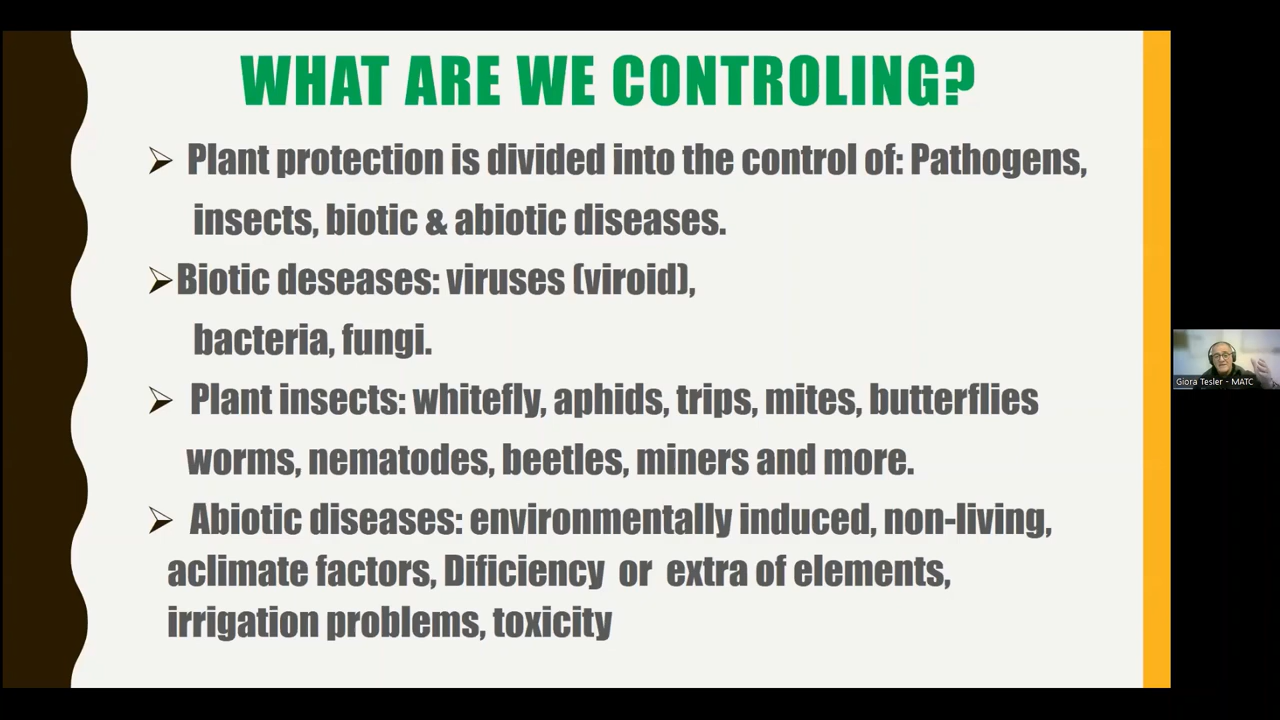 WHAT ARE WE CONTROLING?
Plant protection is divided into the control of: Pathogens,
insects, biotic & abiotic diseases.
Biotic deseases: viruses (viroid),
bacteria, fungi.
Plant insects: whitefly, aphids, trips, mites, butterflies
worms, nematodes, beetles, miners and more.
Abiotic diseases: environmentally induced, non-living,
aclimate factors, Dificiency or extra of elements,
irrigation problems, toxicity
Giora Tesler - MATC